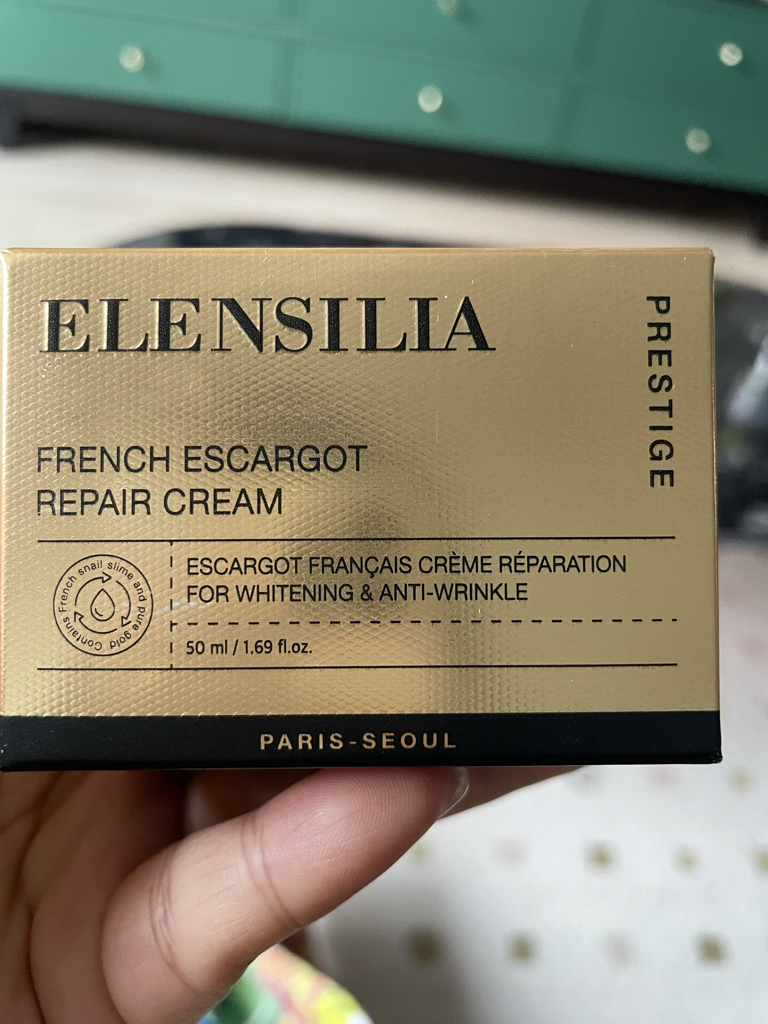 ELENSILIA
PRESTIGE
FRENCH ESCARGOT
REPAIR CREAM
Contains French snail slime and pure gold
ESCARGOT FRANÇAIS CRÈME RÉPARATION
FOR WHITENING & ANTI-WRINKLE
50 ml / 1.69 fl.oz.
PARIS-SEOUL